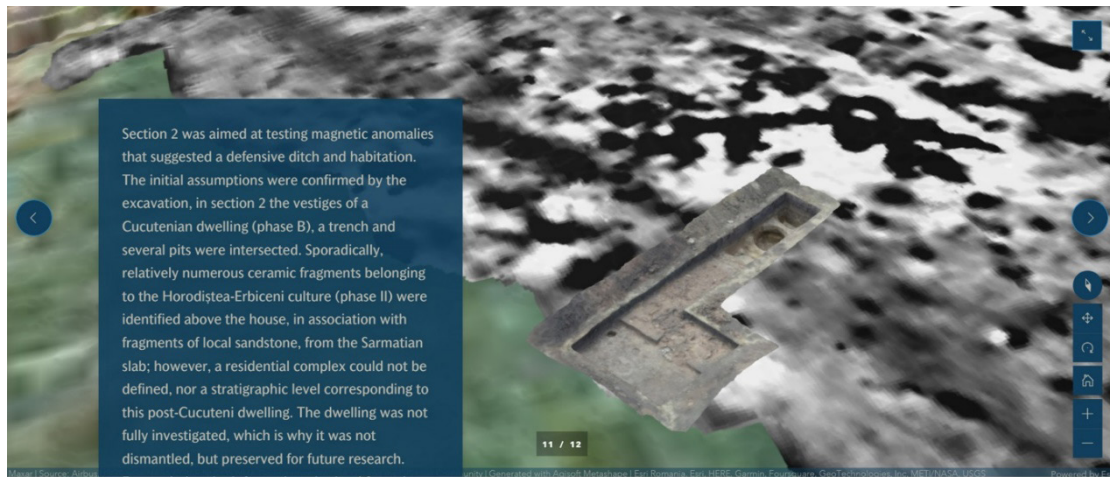 Section 2 was aimed at testing magnetic anomalies
that suggested a defensive ditch and habitation.
The initial assumptions were confirmed by the
excavation, in section 2 the vestiges of a
Cucutenian dwelling (phase B), a trench and
several pits were intersected. Sporadically,
relatively numerous ceramic fragments belonging
to the Horodiștea-Erbiceni culture (phase II) were
identified above the house, in association with
fragments of local sandstone, from the Sarmatian
slab; however, a residential complex could not be
defined, nor a stratigraphic level corresponding to
this post-Cucuteni dwelling. The dwelling was not
fully investigated, which is why it was not
dismantled, but preserved for future research.
11 / 12
Maxar | Source: Airbus
unity | Generated with Agisoft Metashape | Esri Romania, Esri, HERE, Garmin, Foursquare, GeoTechnologies, Inc, METI/NASA, USGS
Powered by Es